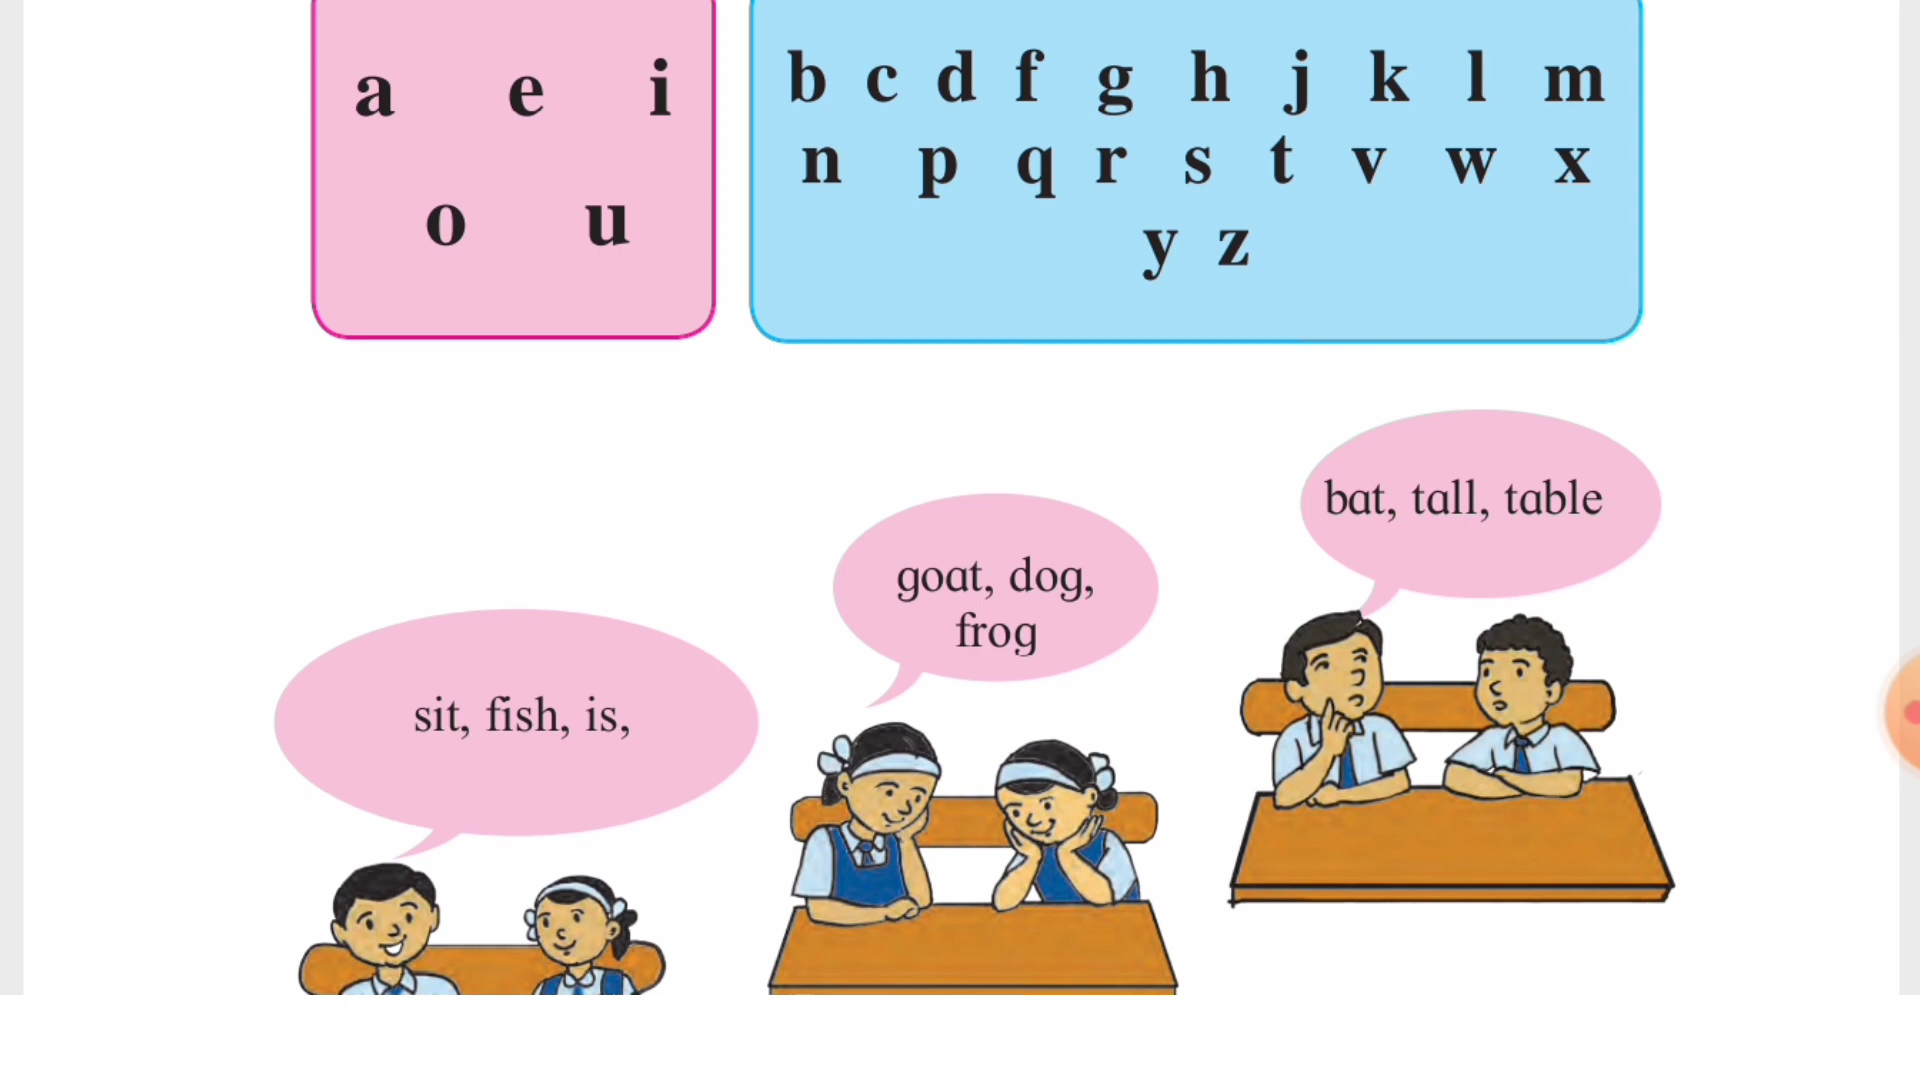 a e i
o u
b c d f g h j k l m
n p q r s t v w x
y z
bat, tall, table
goat, dog,
frog
sit, fish, is,